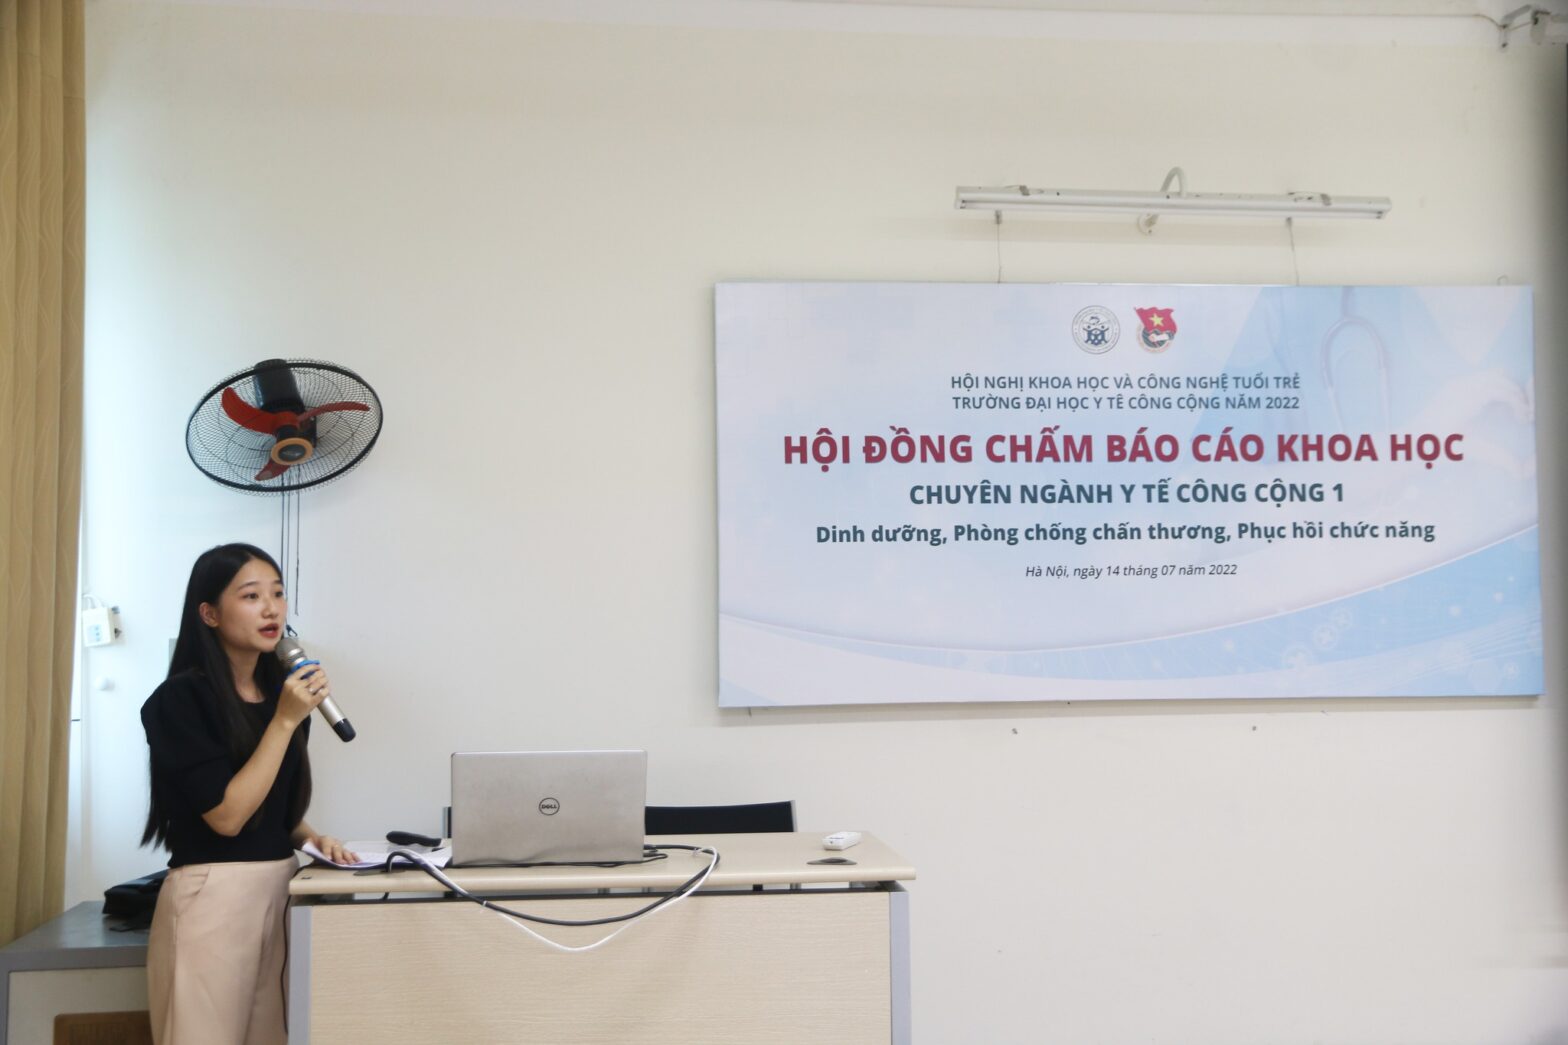 HỘI NGHỊ KHOA HỌC VÀ CÔNG NGHỆ TUỔI TRẺ
TRƯỜNG ĐẠI HỌC Y TẾ CÔNG CỘNG NĂM 2022
HỘI ĐỒNG CHẤM BÁO CÁO KHOA HỌC
CHUYÊN NGÀNH Y TẾ CÔNG CỘNG 1
Dinh dưỡng, Phòng chống chấn thương, Phục hồi chức năng
Hà Nội, ngày 14 tháng 07 năm 2022
DELL